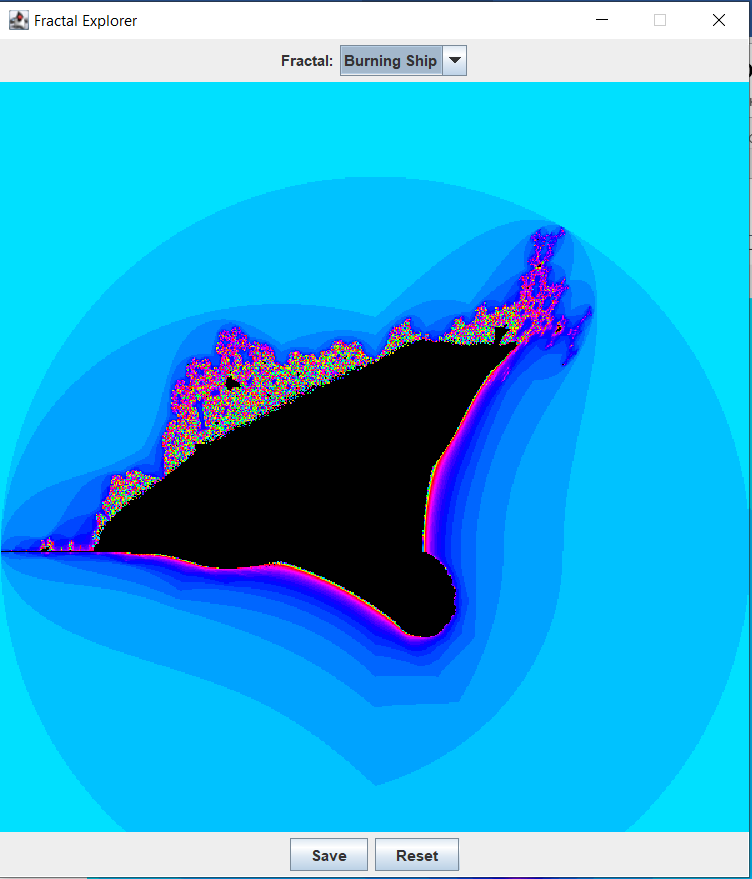 Fractal Explorer
Fractal: Burning Ship
Save Reset